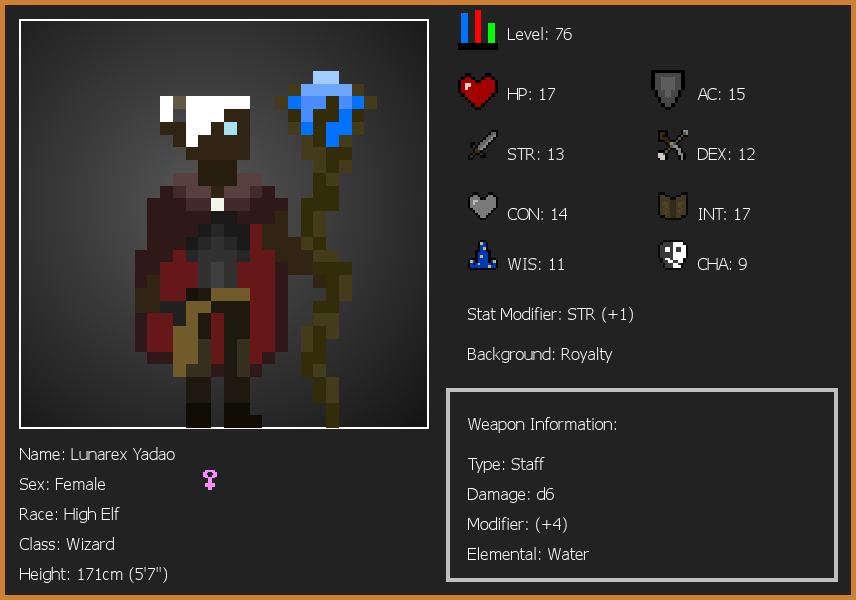 Level: 76
HP: 17
AC: 15
STR: 13
DEX: 12
CON: 14
INT: 17
WIS: 11
CHA: 9
Stat Modifier: STR (+1)
Background: Royalty
Weapon Information:
Type: Staff
Damage: d6
Modifier: (+4)
Elemental: Water
Name: Lunarex Yadao
Sex: Female
Race: High Elf
Class: Wizard
Height: 171cm (5'7")